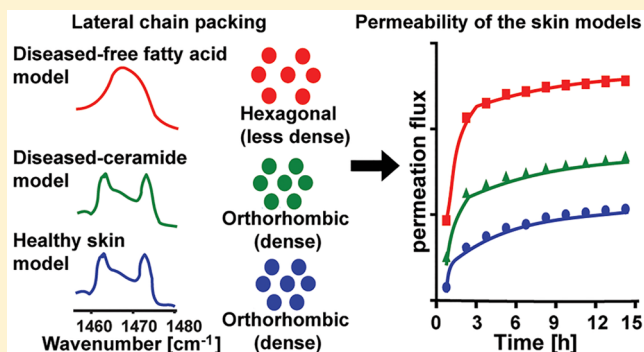 Lateral chain packing
Permeability of the skin models
Diseased-free fatty acid
model
Hexagonal
(less dense)
Diseased-ceramide
model
Orthorhombic
(dense)
Healthy skin
model
Orthorhombic
(dense)
1460 1470 1480
Wavenumber [cm⁻¹]
permeation flux
0 3 6 9 12 15
Time [h]